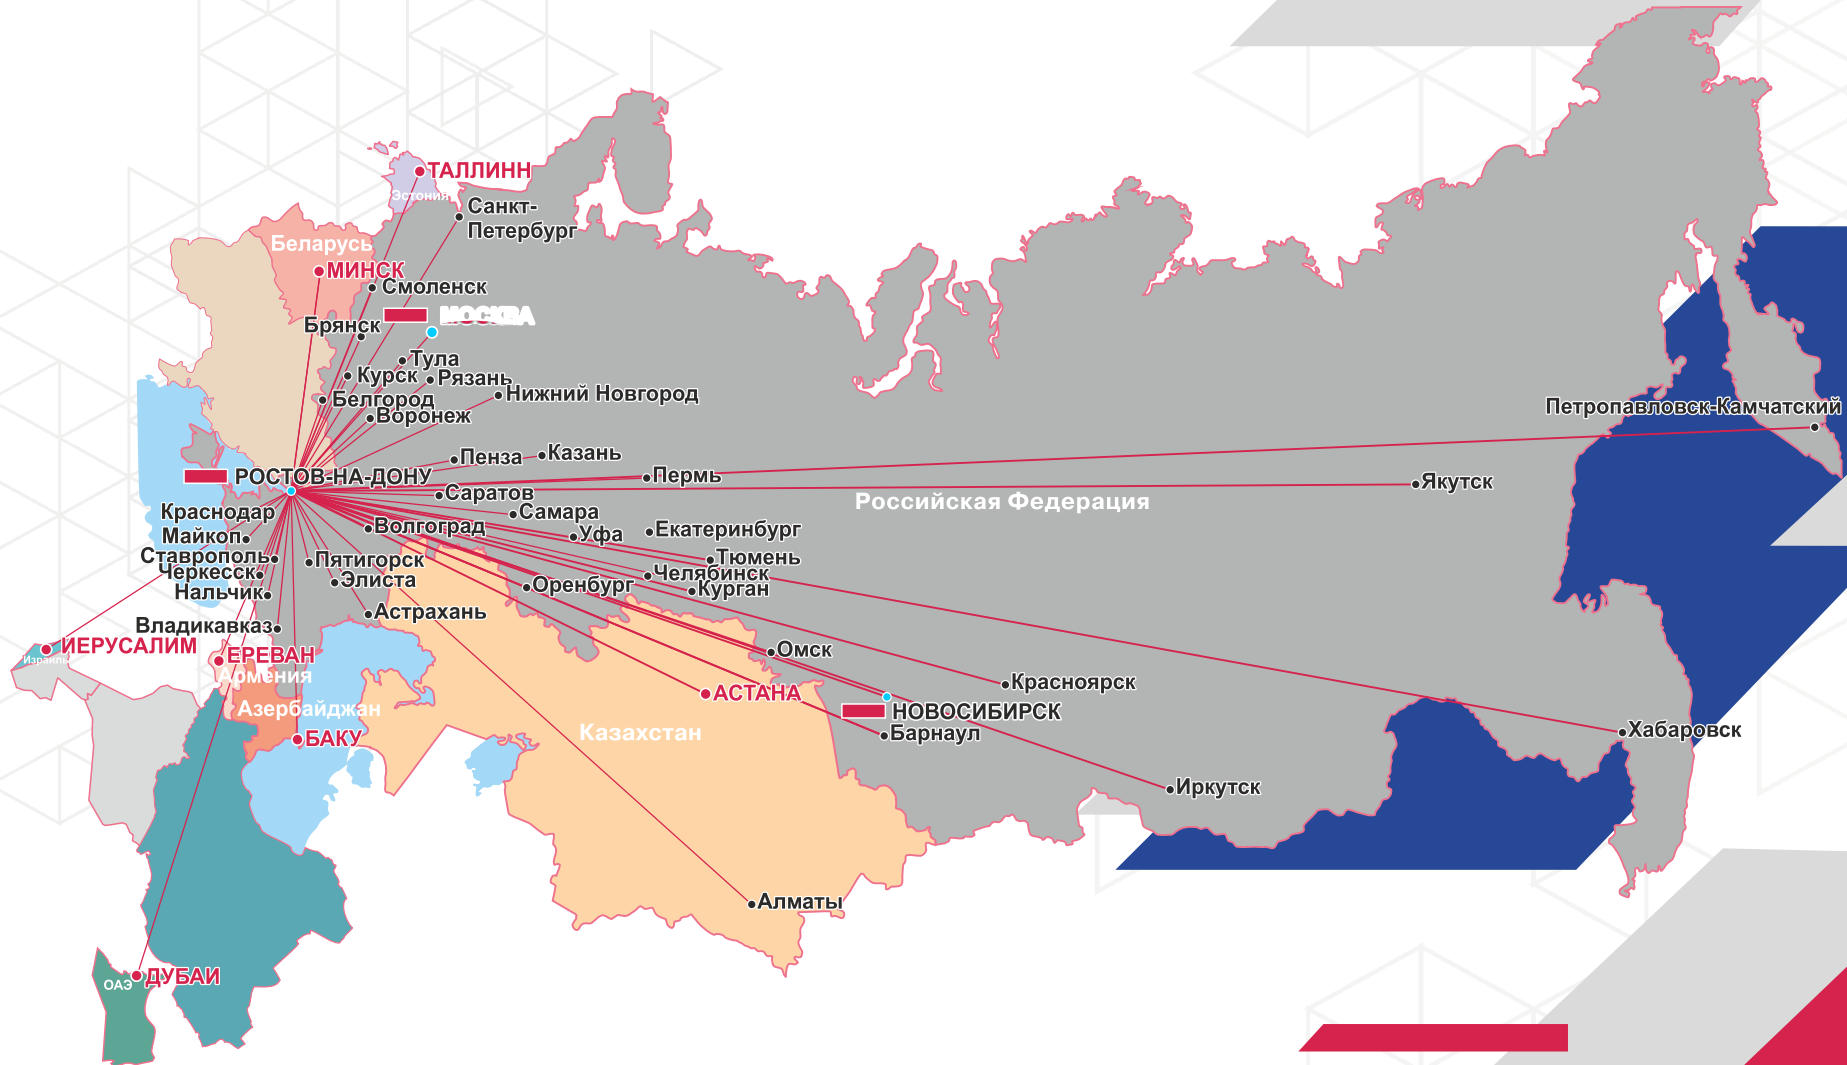 ТАЛЛИНН
Эстония
Санкт-
Петербург
Беларусь
МИНСК
Смоленск
МОСКВА
Брянск
Тула
Курск
Рязань
Нижний Новгород
Белгород
Воронеж
Петропавловск-Камчатский
Пенза
Казань
РОСТОВ-НА-ДОНУ
Пермь
Якутск
Саратов
Российская Федерация
Краснодар
Самара
Волгоград
Екатеринбург
Майкоп
Уфа
Ставрополь
Пятигорск
Тюмень
Черкесск
Челябинск
Элиста
Оренбург
Курган
Нальчик
Астрахань
Владикавказ
ИЕРУСАЛИМ
Израиль
ЕРЕВАН
Омск
Армения
Красноярск
АСТАНА
Азербайджан
НОВОСИБИРСК
Казахстан
Барнаул
Хабаровск
БАКУ
Иркутск
Алматы
ДУБАИ
ОАЭ